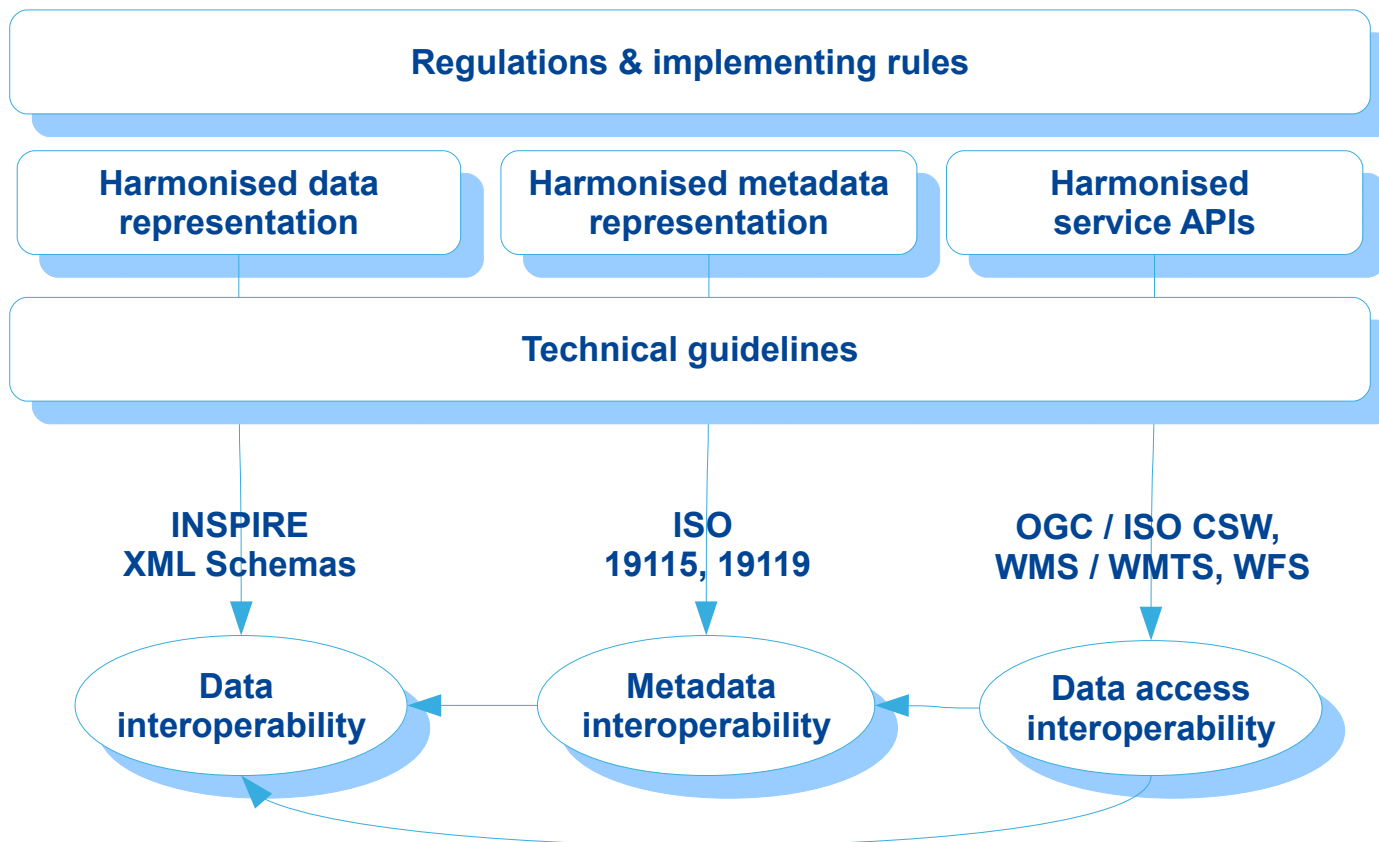 Regulations & implementing rules
Harmonised data
representation
Harmonised metadata
representation
Harmonised
service APIs
Technical guidelines
INSPIRE
XML Schemas
ISO
19115, 19119
OGC / ISO CSW,
WMS / WMTS, WFS
Data
interoperability
Metadata
interoperability
Data access
interoperability